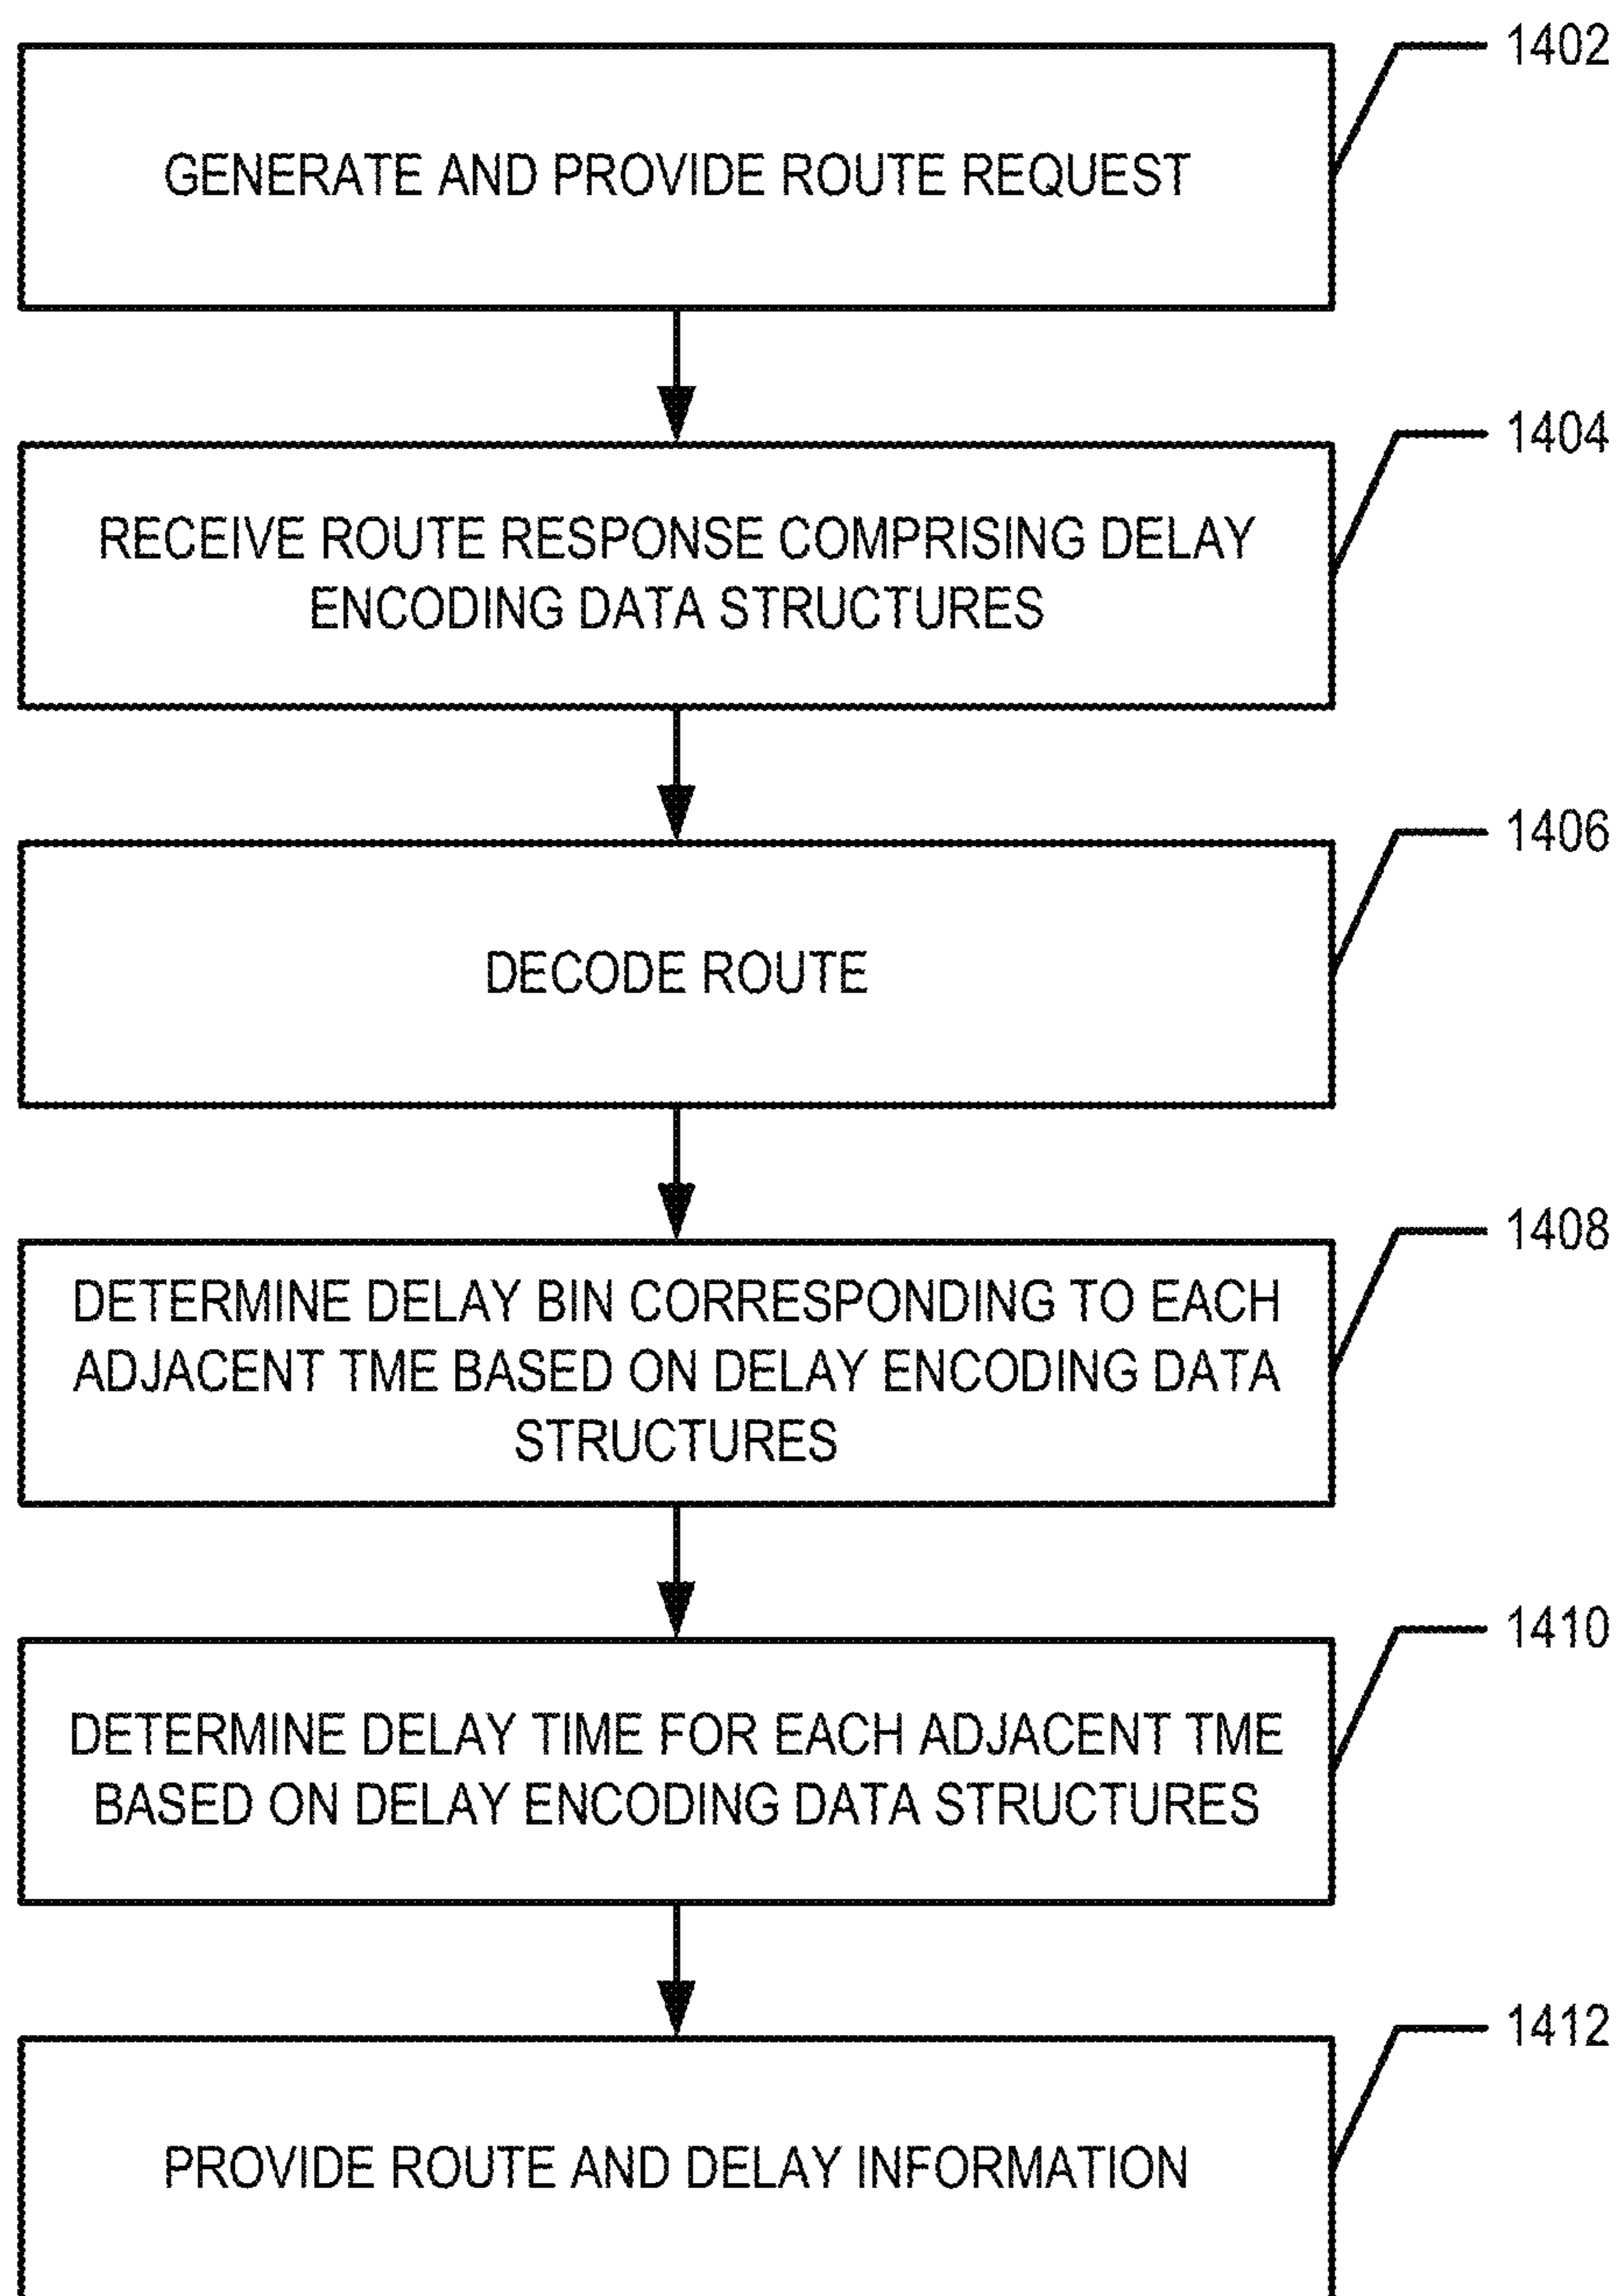 1402
GENERATE AND PROVIDE ROUTE REQUEST
1404
RECEIVE ROUTE RESPONSE COMPRISING DELAY
ENCODING DATA STRUCTURES
1406
DECODE ROUTE
1408
DETERMINE DELAY BIN CORRESPONDING TO EACH
ADJACENT TME BASED ON DELAY ENCODING DATA
STRUCTURES
1410
DETERMINE DELAY TIME FOR EACH ADJACENT TME
BASED ON DELAY ENCODING DATA STRUCTURES
1412
PROVIDE ROUTE AND DELAY INFORMATION